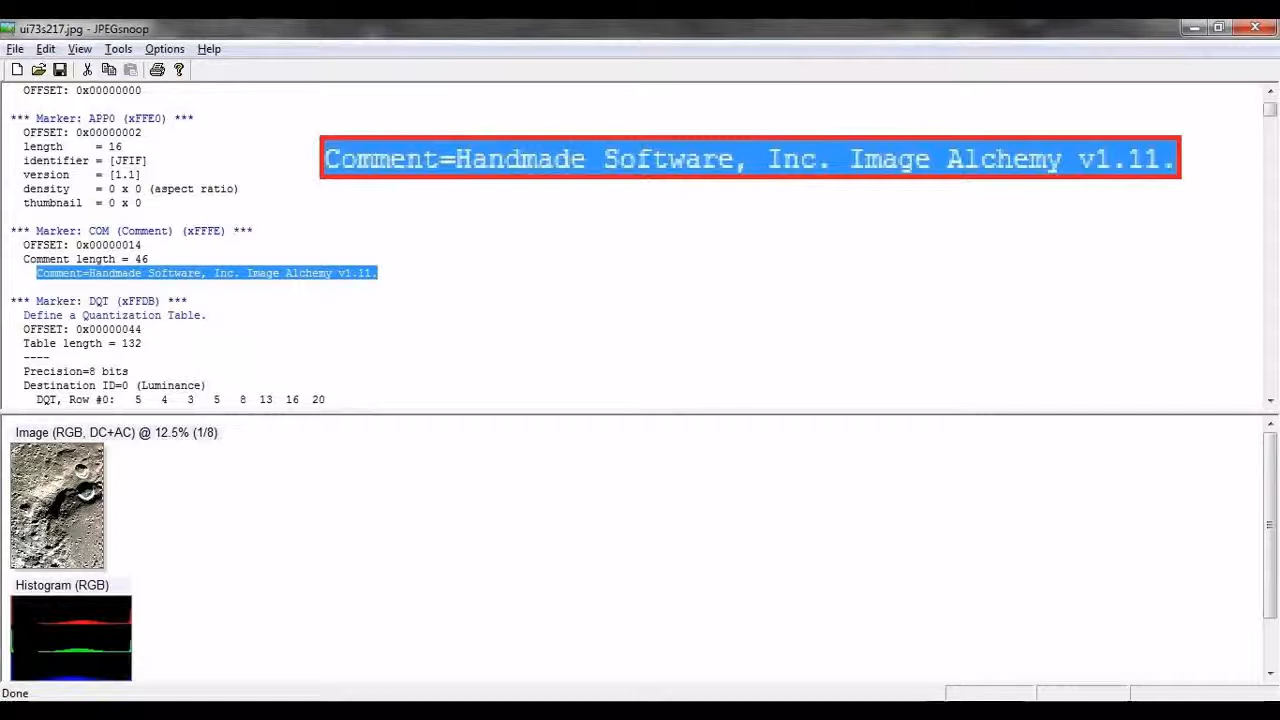 ui73s217.jpg - JPEGsnoop
File Edit View Tools Options Help
OFFSET: 0x00000000
*** Marker: APP0 (xFFE0) ***
OFFSET: 0x00000002
length = 16
identifier = [JFIF]
version = [1.1]
density = 0 x 0 (aspect ratio)
thumbnail = 0 x 0
Comment=Handmade Software, Inc. Image Alchemy v1.11.
*** Marker: COM (Comment) (xFFFE) ***
OFFSET: 0x00000014
Comment length = 46
Comment=Handmade Software, Inc. Image Alchemy v1.11.
*** Marker: DQT (xFFDB) ***
Define a Quantization Table.
OFFSET: 0x00000044
Table length = 132
----
Precision=8 bits
Destination ID=0 (Luminance)
DQT, Row #0: 5 4 3 5 8 13 16 20
Image (RGB, DC+AC) @ 12.5% (1/8)
Histogram (RGB)
Done